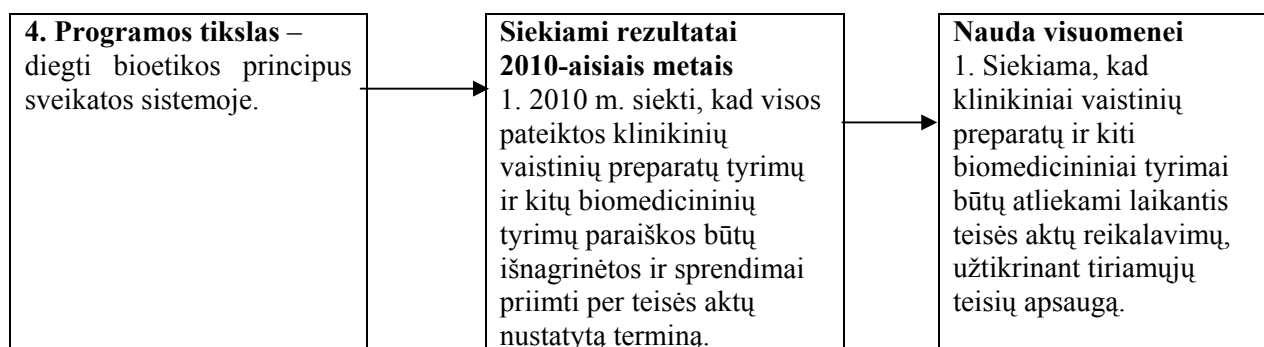 4. Programos tikslas –
diegti bioetikos principus
sveikatos sistemoje.
Siekiami rezultatai
2010-aisiais metais
1. 2010 m. siekti, kad visos
pateiktos klinikinių
vaistinių preparatų tyrimų
ir kitų biomedicininių
tyrimų paraiškos būtų
išnagrinėtos ir sprendimai
priimti per teisės aktų
nustatytą terminą.
Nauda visuomenei
1. Siekiama, kad
klinikiniai vaistinių
preparatų ir kiti
biomedicininiai tyrimai
būtų atliekami laikantis
teisės aktų reikalavimų,
užtikrinant tiriamųjų
teisių apsaugą.